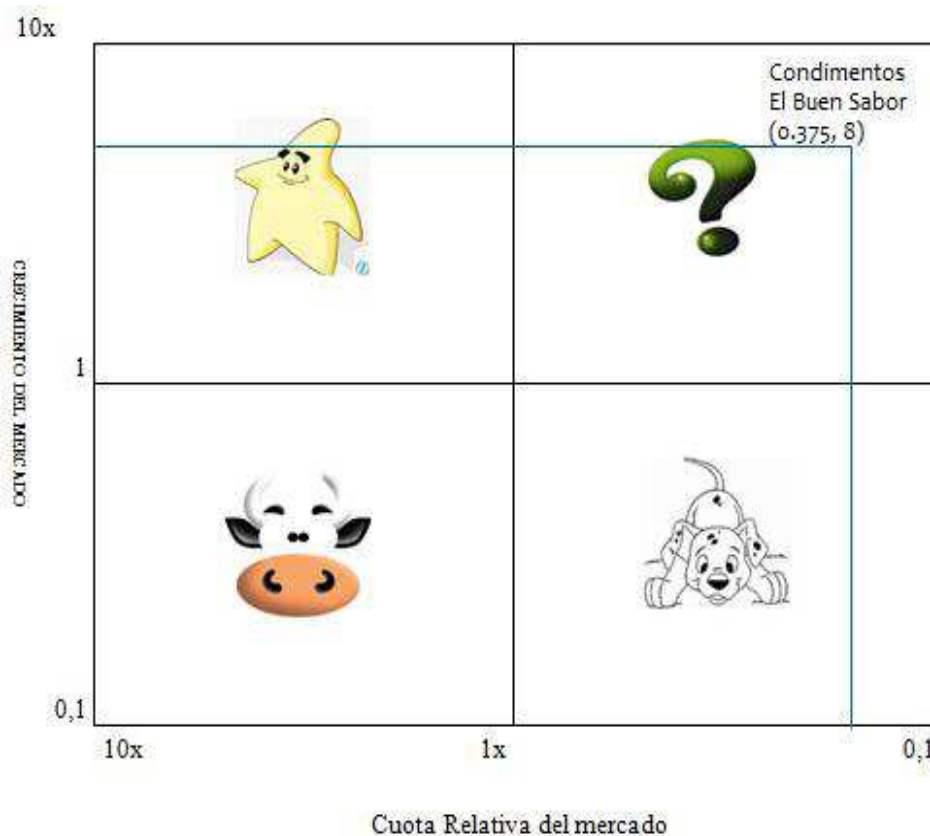 10x
Condimentos
El Buen Sabor
(0.375, 8)
CRECIMIENTO DEL MERCADO
1
0,1
10x
1x
0,1
Cuota Relativa del mercado